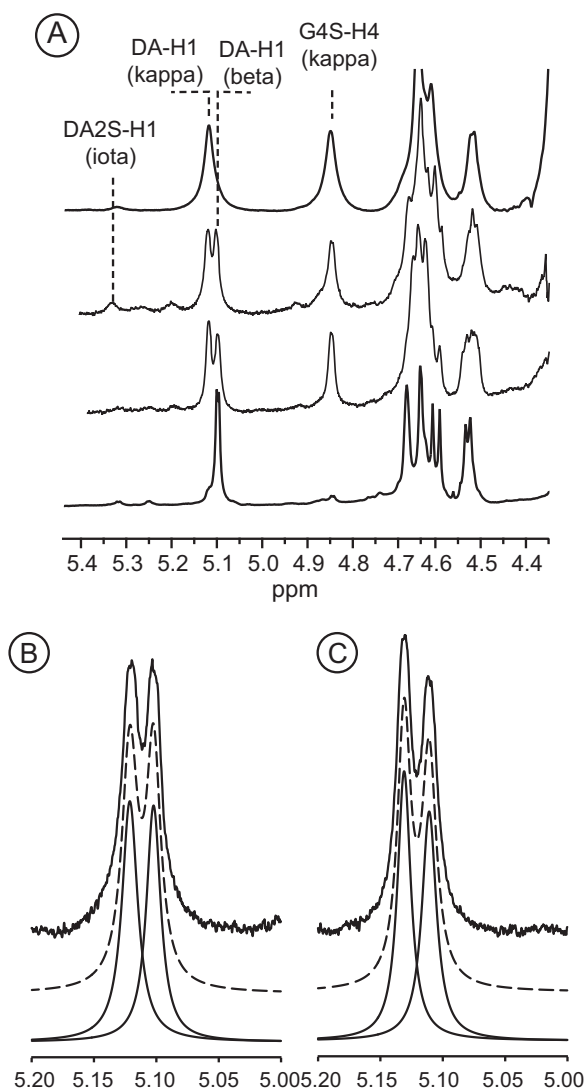 A
DA-H1 DA-H1 G4S-H4
(kappa) (beta) (kappa)
DA2S-H1
(iota)
5.4 5.3 5.2 5.1 5.0 4.9 4.8 4.7 4.6 4.5 4.4
ppm
B C
5.20 5.15 5.10 5.05 5.00 5.20 5.15 5.10 5.05 5.00